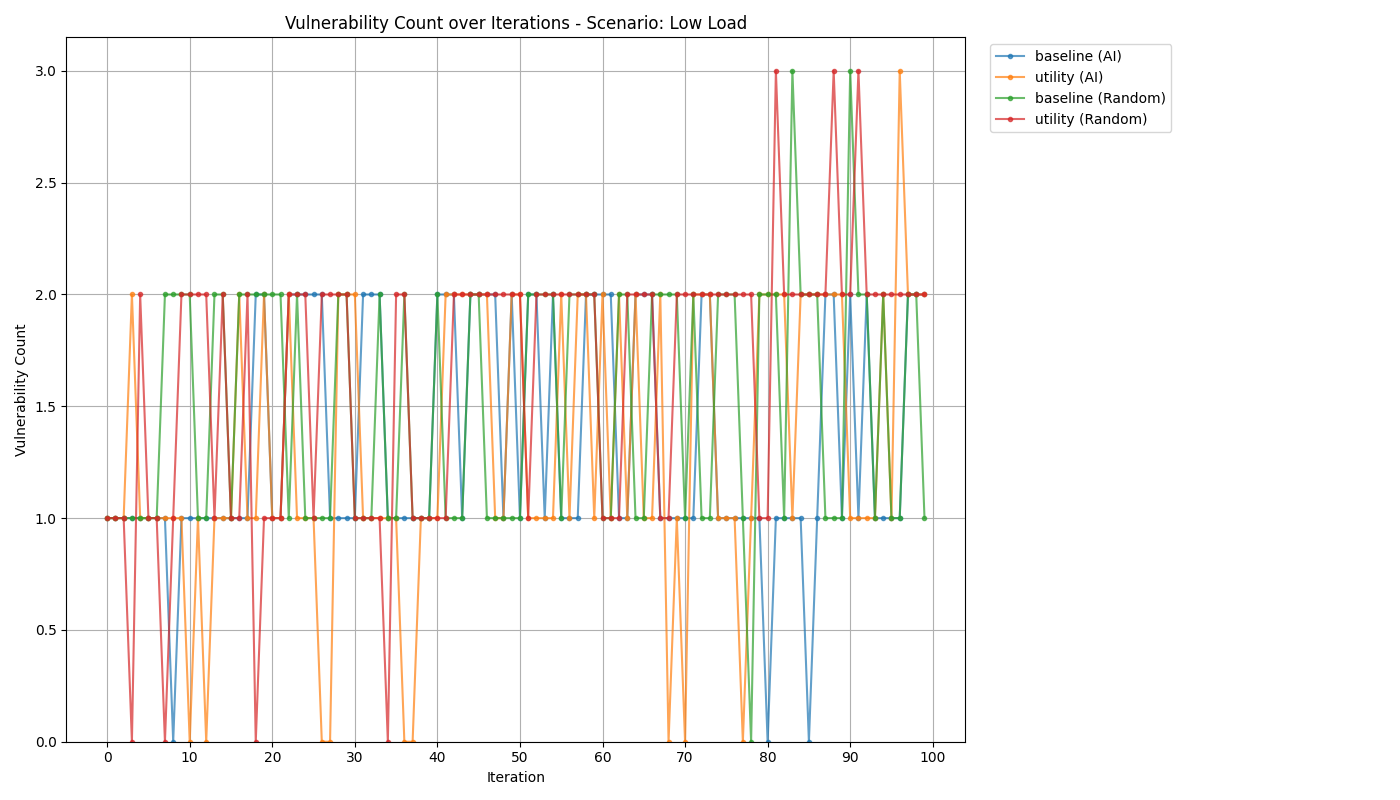 Vulnerability Count over Iterations - Scenario: Low Load
baseline (AI)
utility (AI)
baseline (Random)
utility (Random)
Vulnerability Count
3.0
2.5
2.0
1.5
1.0
0.5
0.0
0 10 20 30 40 50 60 70 80 90 100
Iteration